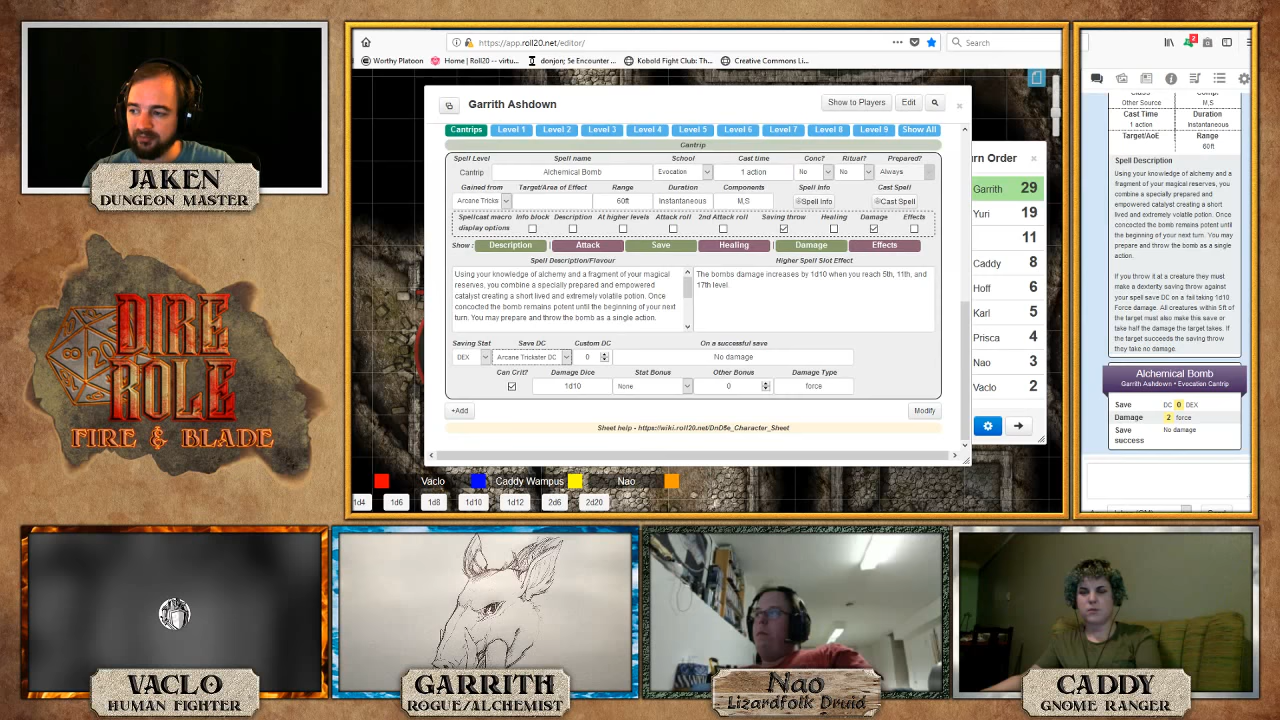 JAKEN
DUNGEON MASTER
DIRE
ROLE
FIRE & BLADE
https://app.roll20.net/editor/
Search
Worthy Platoon
Home | Roll20 -- virtu...
donjon; 5e Encounter ...
Kobold Fight Club: Th...
Creative Commons Li...
Garrith Ashdown
Show to Players
Edit
Cantrips
Level 1
Level 2
Level 3
Level 4
Level 5
Level 6
Level 7
Level 8
Level 9
Show All
Cantrip
Spell Level
Spell name
School
Cast time
Conc?
Ritual?
Prepared?
Cantrip
Alchemical Bomb
Evocation
1 action
No
No
Always
Gained from
Target/Area of Effect
Range
Duration
Components
Spell Info
Cast Spell
Arcane Tricks
60ft
Instantaneous
M,S
Spell Info
Cast Spell
Spellcast macro
display options
Info block
Description
At higher levels
Attack roll
2nd Attack roll
Saving throw
Healing
Damage
Effects
Show :
Description
Attack
Save
Healing
Damage
Effects
Spell Description/Flavour
Higher Spell Slot Effect
Using your knowledge of alchemy and a fragment of your magical
reserves, you combine a specially prepared and empowered
catalyst creating a short lived and extremely volatile potion. Once
concocted the bomb remains potent until the beginning of your next
turn. You may prepare and throw the bomb as a single action.
The bombs damage increases by 1d10 when you reach 5th, 11th, and
17th level.
Saving Stat
Save DC
Custom DC
On a successful save
DEX
Arcane Trickster DC
0
No damage
Can Crit?
Damage Dice
Stat Bonus
Other Bonus
Damage Type
1d10
None
0
force
+Add
Modify
Sheet help - https://wiki.roll20.net/DnD5e_Character_Sheet
rn Order
Garrith 29
Yuri 19
11
Caddy 8
Hoff 6
Karl 5
Prisca 4
Nao 3
Vaclo 2
Vaclo
Caddy Wampus
Nao
1d4
1d6
1d8
1d10
1d12
2d6
2d20
2
Other Source
M,S
Cast Time
Duration
1 action
Instantaneous
Target/AoE
Range
60ft
Spell Description
Using your knowledge of alchemy and a
fragment of your magical reserves, you
combine a specially prepared and
empowered catalyst creating a short
lived and extremely volatile potion. Once
concocted the bomb remains potent until
the beginning of your next turn. You may
prepare and throw the bomb as a single
action.
If you throw it at a creature they must
make a dexterity saving throw against
your spell save DC on a fail taking 1d10
Force damage. All creatures within 5ft of
the target must also make this save or
take half the damage the target takes. If
the target succeeds the saving throw they
take no damage.
Alchemical Bomb
Garrith Ashdown • Evocation Cantrip
Save DC 0 DEX
Damage 2 force
Save
success
No damage
VACLO
HUMAN FIGHTER
GARRITH
ROGUE/ALCHEMIST
Nao
Lizardfolk Druid
CADDY
GNOME RANGER